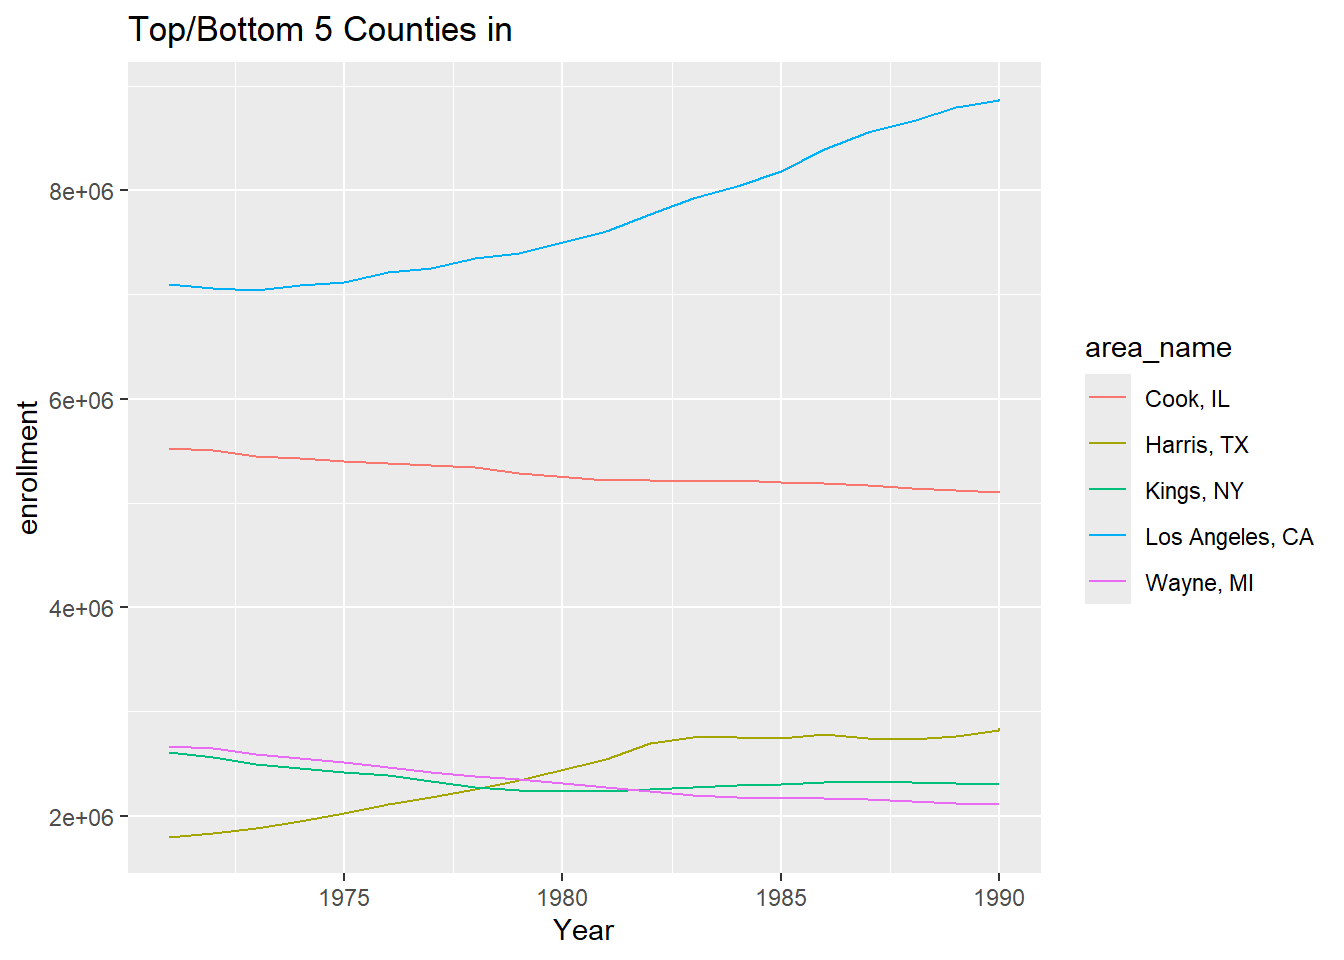 Top/Bottom 5 Counties in
8e+06
6e+06
4e+06
2e+06
enrollment
1975
1980
1985
1990
Year
area_name
Cook, IL
Harris, TX
Kings, NY
Los Angeles, CA
Wayne, MI